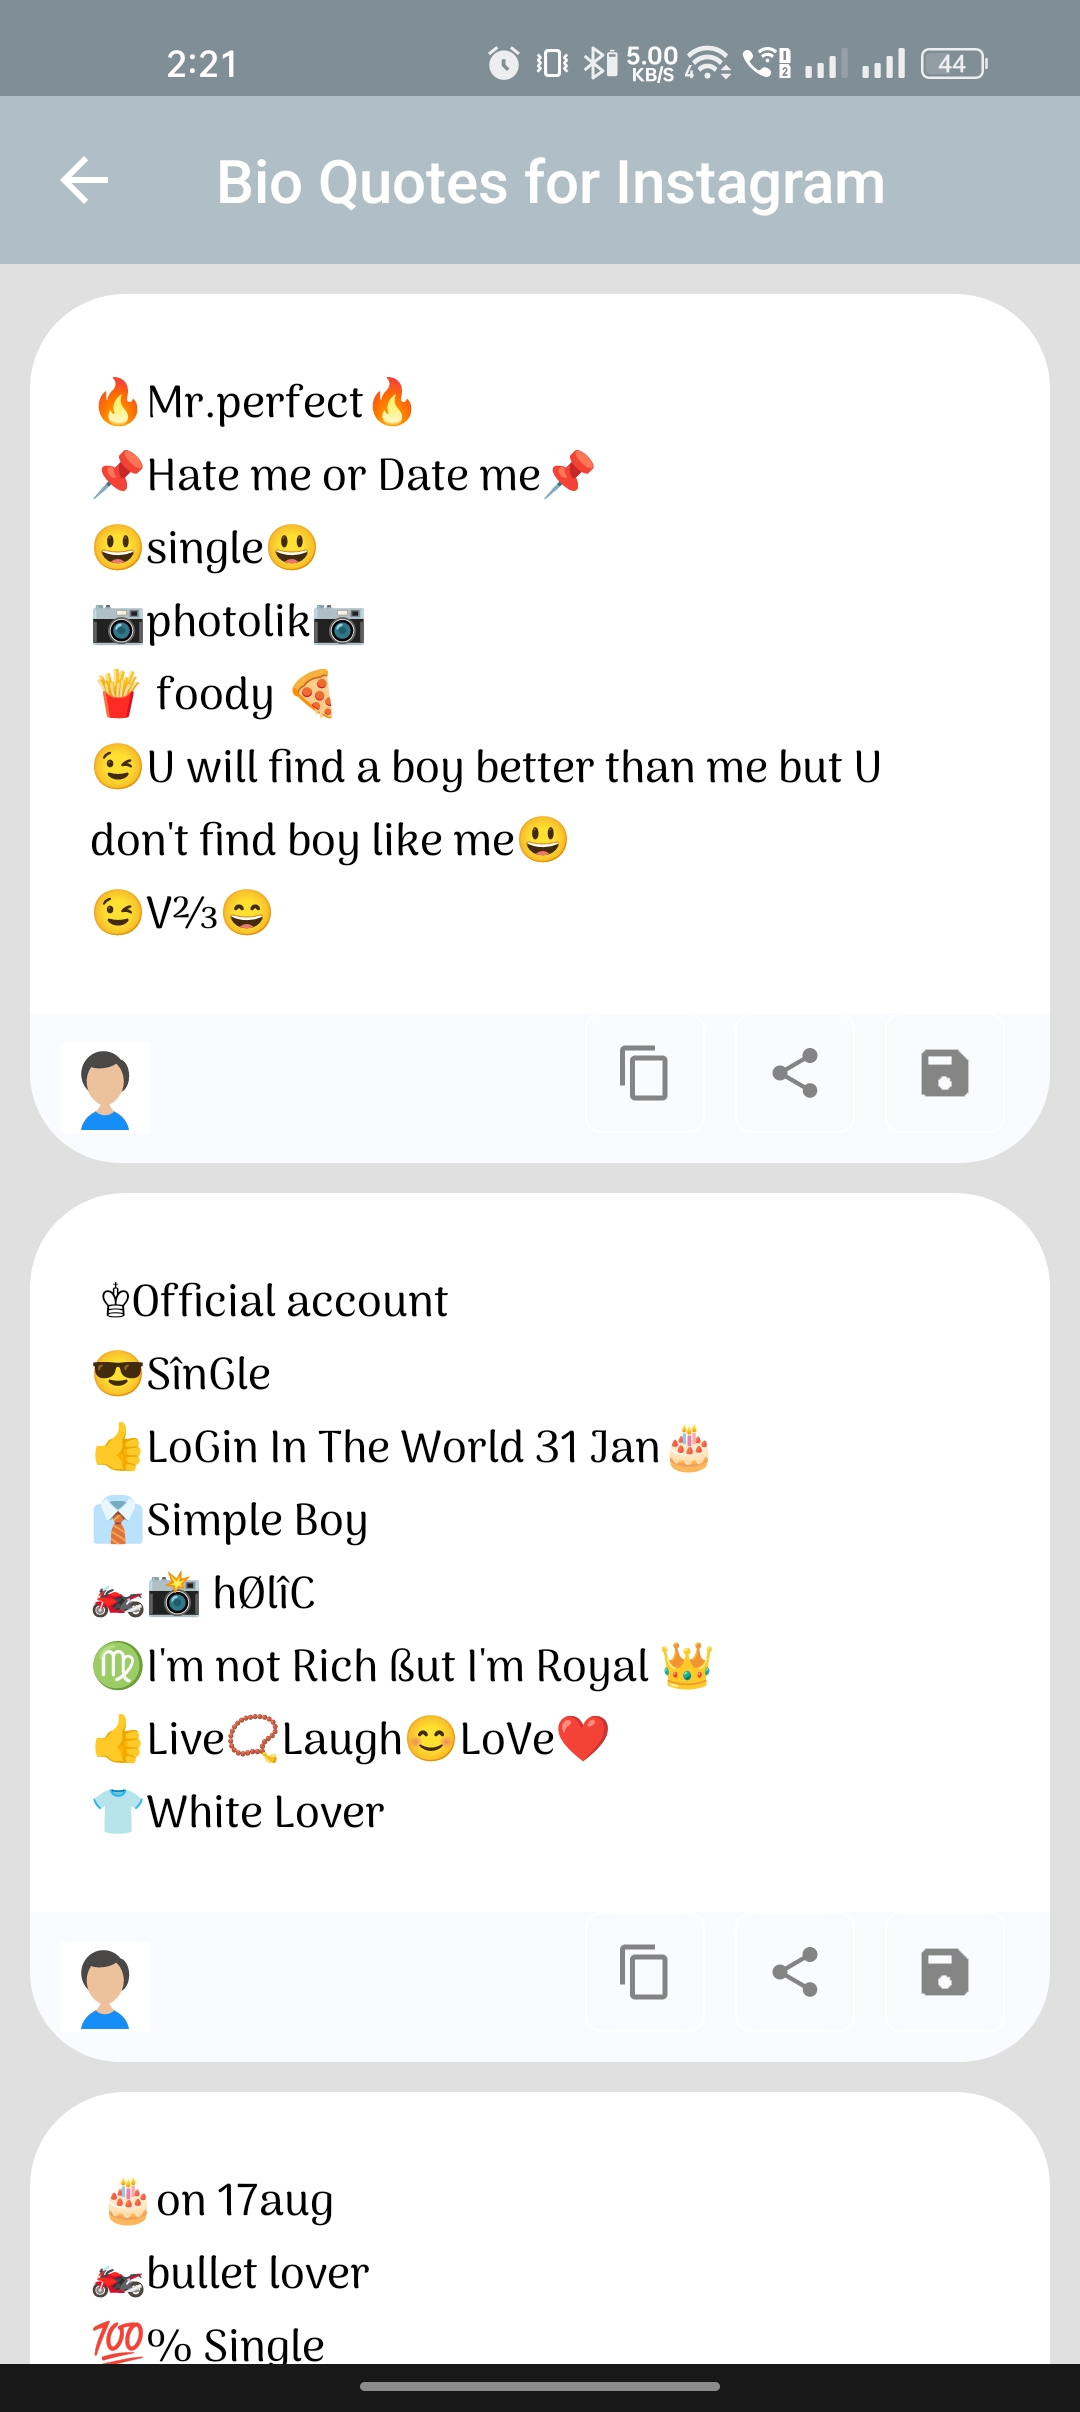 2:21
5.00 KB/S
4
1
2
44
Bio Quotes for Instagram
🔥Mr.perfect🔥
📌Hate me or Date me📌
😃single😃
📷photolik📷
🍟 foody 🍕
😉U will find a boy better than me but U
don't find boy like me😃
😉V⅔😄
♔Official account
😎SînGle
👍LoGin In The World 31 Jan🎂
👔Simple Boy
🏍📸 hØlîC
♍I'm not Rich ßut I'm Royal 👑
👍Live📿Laugh😊LoVe❤
👕White Lover
🎂on 17aug
🏍bullet lover
💯% Single